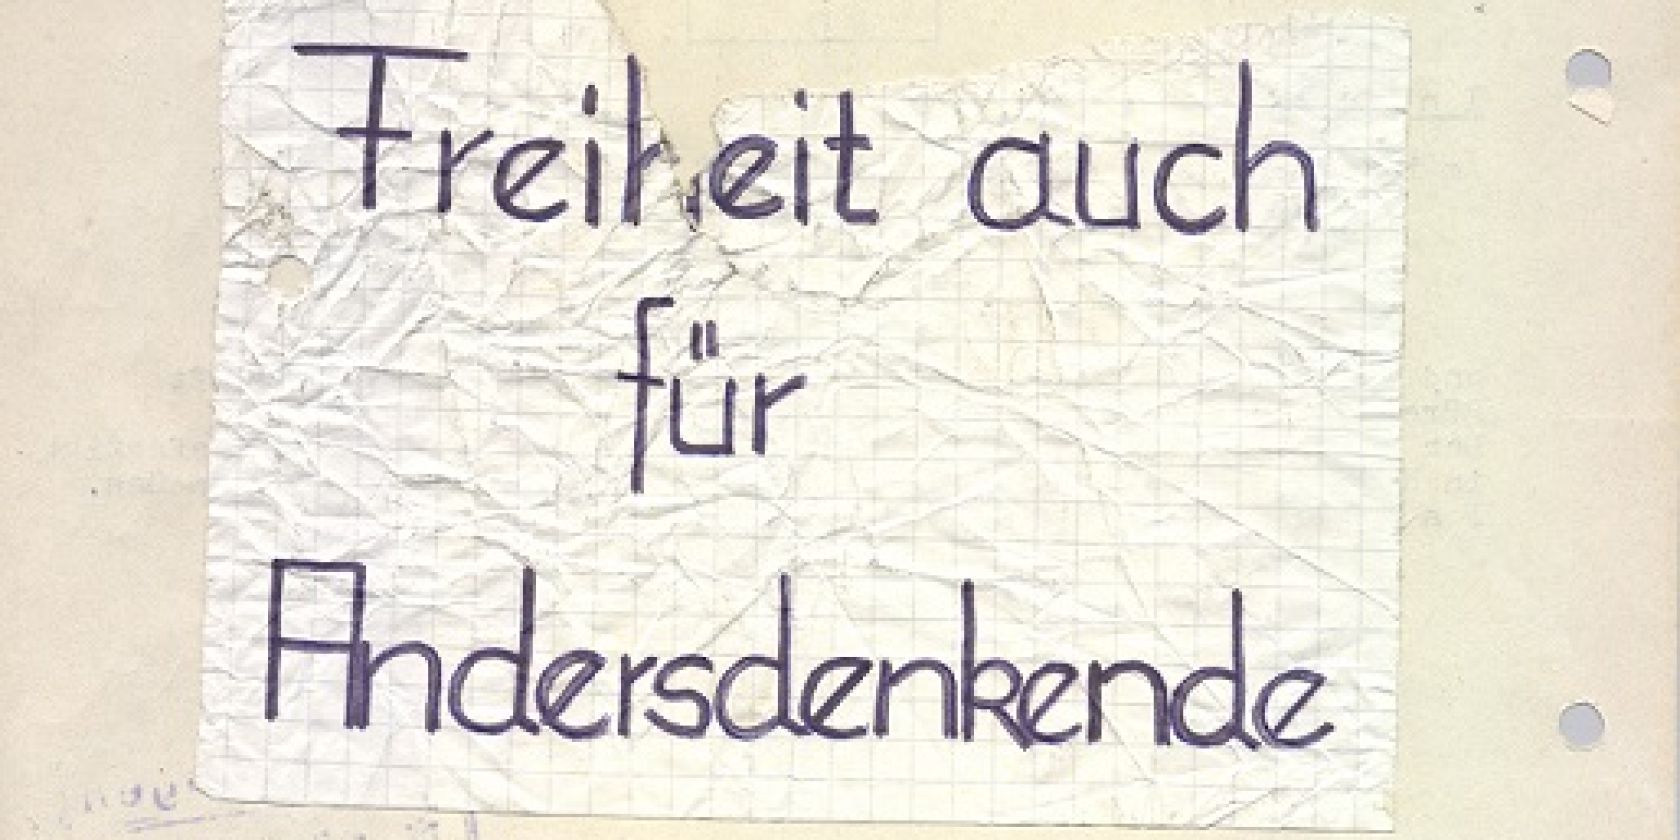 Freiheit auch
für
Andersdenkende